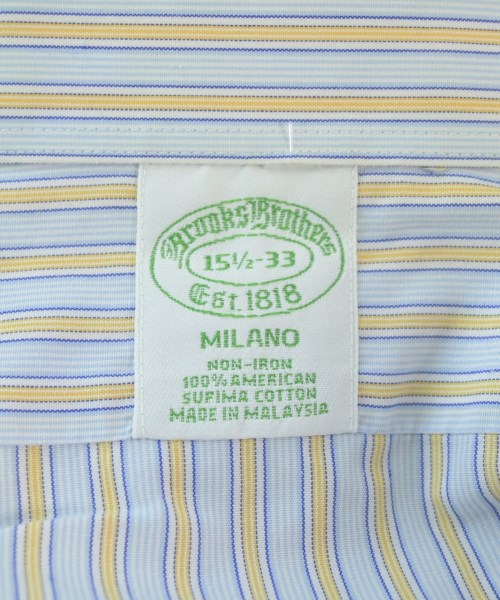 Brooks Brothers
15½-33
Est. 1818
MILANO
NON-IRON
100% AMERICAN
SUPIMA COTTON
MADE IN MALAYSIA